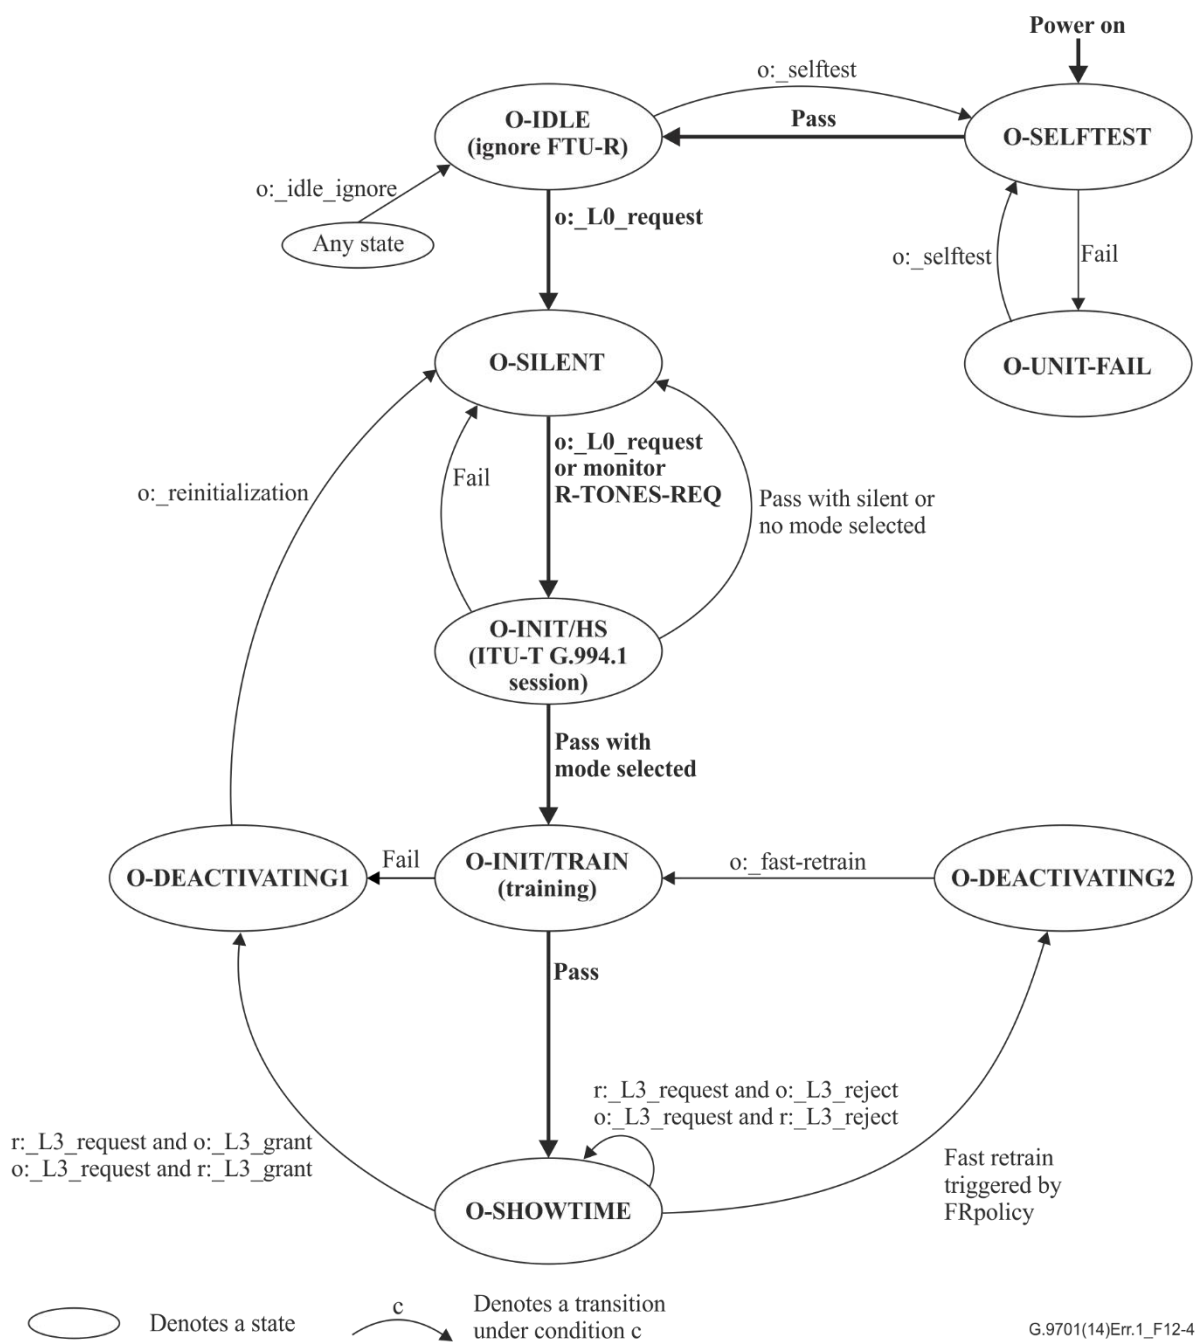 Power on
o:_selftest
O-IDLE
(ignore FTU-R)
Pass
O-SELFTEST
o:_idle_ignore
Any state
o:_L0_request
o:_selftest
Fail
O-SILENT
O-UNIT-FAIL
o:_L0_request
or monitor
R-TONES-REQ
Fail
o:_reinitialization
Pass with silent or
no mode selected
O-INIT/HS
(ITU-T G.994.1
session)
Pass with
mode selected
O-DEACTIVATING1
Fail
O-INIT/TRAIN
(training)
o:_fast-retrain
O-DEACTIVATING2
Pass
r:_L3_request and o:_L3_reject
o:_L3_request and r:_L3_reject
r:_L3_request and o:_L3_grant
o:_L3_request and r:_L3_grant
Fast retrain
triggered by
FRpolicy
O-SHOWTIME
Denotes a state
c
Denotes a transition
under condition c
G.9701(14)Err.1_F12-4